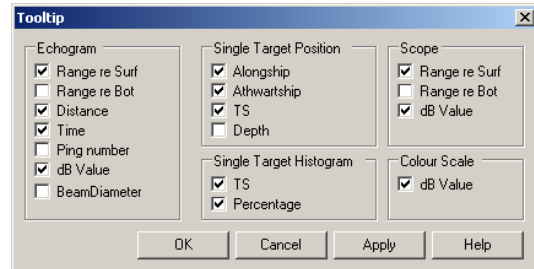 Tooltip
Echogram
Range re Surf
Range re Bot
Distance
Time
Ping number
dB Value
BeamDiameter
Single Target Position
Alongship
Athwartship
TS
Depth
Single Target Histogram
TS
Percentage
Scope
Range re Surf
Range re Bot
dB Value
Colour Scale
dB Value
OK
Cancel
Apply
Help